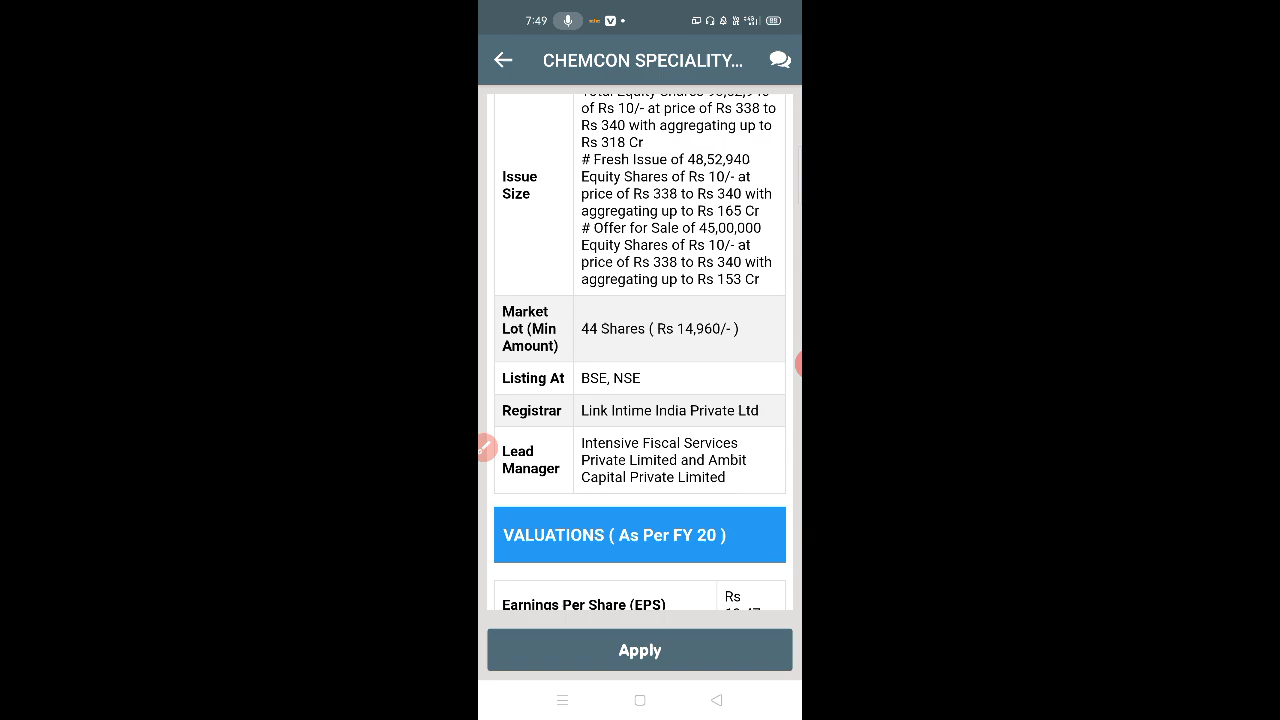 7:49
CHEMCON SPECIALITY...
of Rs 10/- at price of Rs 338 to
Rs 340 with aggregating up to
Rs 318 Cr
# Fresh Issue of 48,52,940
Issue
Size
Equity Shares of Rs 10/- at
price of Rs 338 to Rs 340 with
aggregating up to Rs 165 Cr
# Offer for Sale of 45,00,000
Equity Shares of Rs 10/- at
price of Rs 338 to Rs 340 with
aggregating up to Rs 153 Cr
Market
Lot (Min
Amount)
44 Shares ( Rs 14,960/- )
Listing At
BSE, NSE
Registrar
Link Intime India Private Ltd
Lead
Manager
Intensive Fiscal Services
Private Limited and Ambit
Capital Private Limited
VALUATIONS ( As Per FY 20 )
Earnings Per Share (EPS)
Rs
Apply